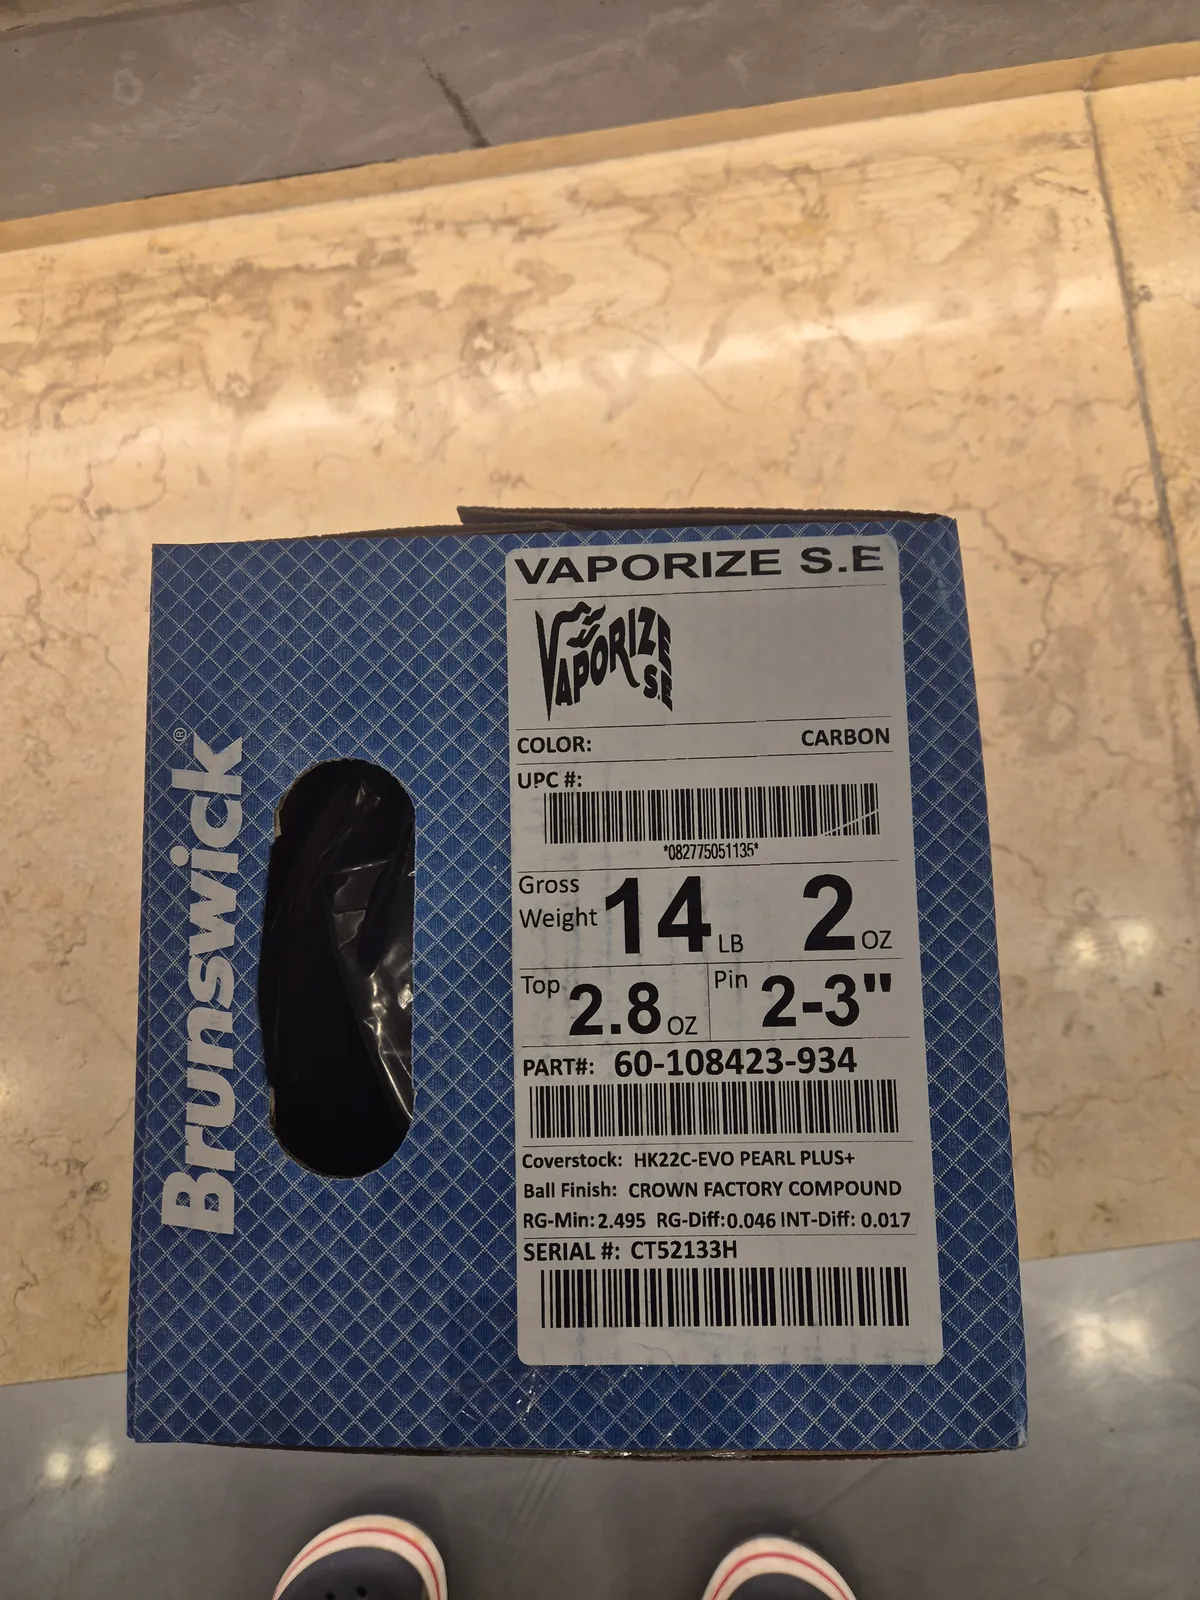 Brunswick®
VAPORIZE S.E
VAPORIZE
S.E
COLOR: CARBON
UPC #:
*082775051135*
Gross
Weight 14 LB 2 OZ
Top 2.8 OZ Pin 2-3"
PART#: 60-108423-934
Coverstock: HK22C-EVO PEARL PLUS+
Ball Finish: CROWN FACTORY COMPOUND
RG-Min: 2.495 RG-Diff: 0.046 INT-Diff: 0.017
SERIAL #: CT52133H